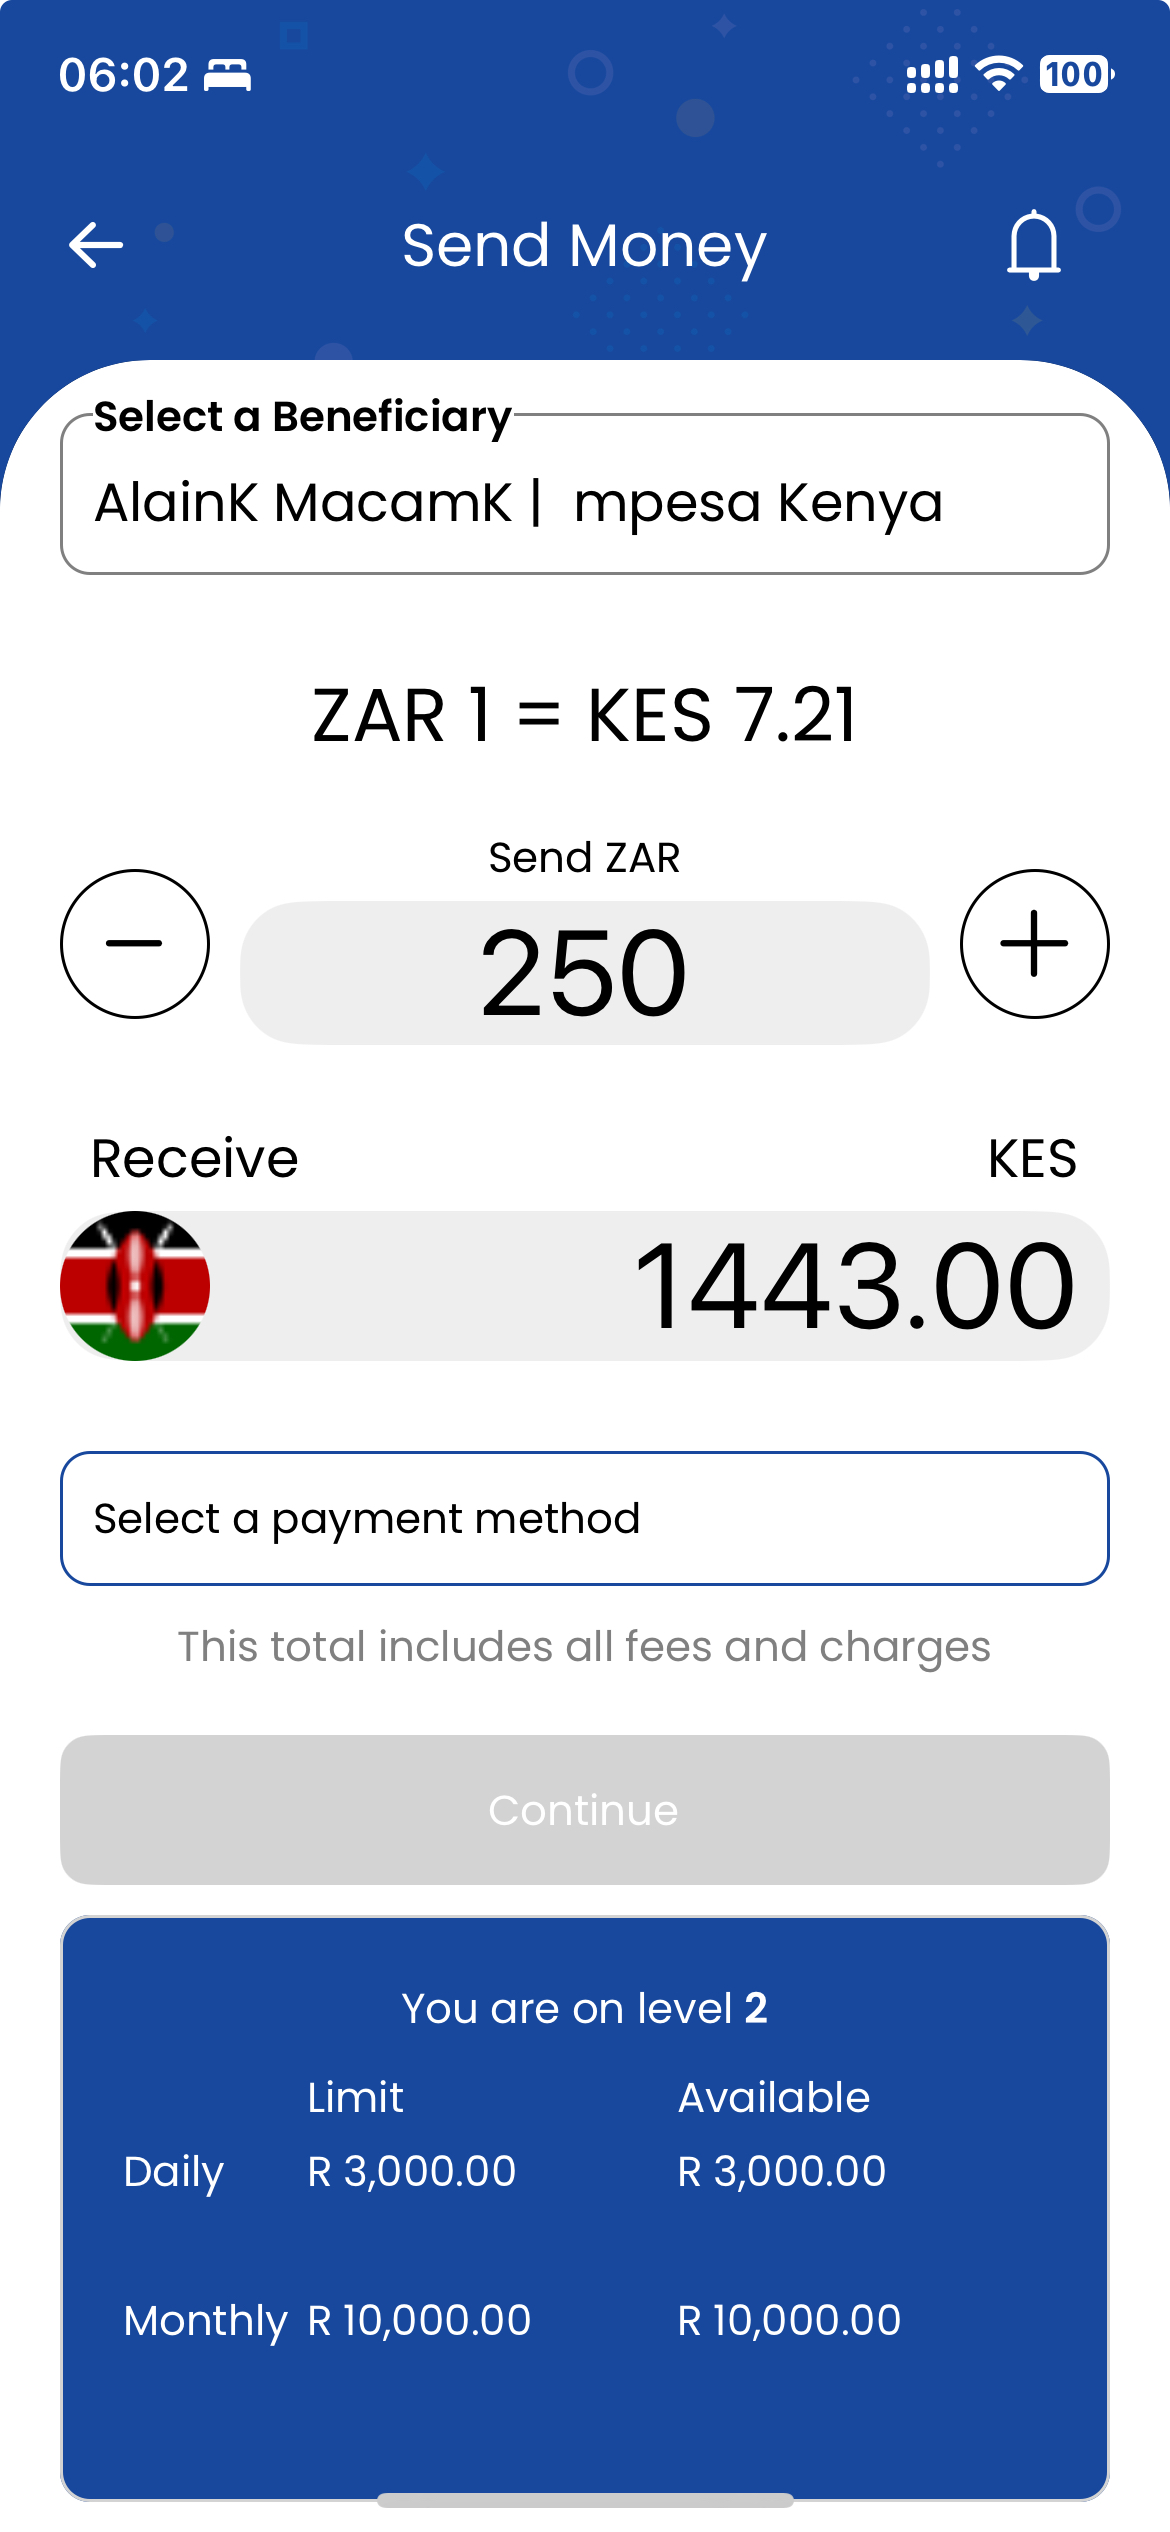 06:02
100
Send Money
Select a Beneficiary
AlainK MacamK | mpesa Kenya
ZAR 1 = KES 7.21
Send ZAR
250
Receive KES
1443.00
Select a payment method
This total includes all fees and charges
Continue
You are on level 2
Limit Available
Daily R 3,000.00 R 3,000.00
Monthly R 10,000.00 R 10,000.00